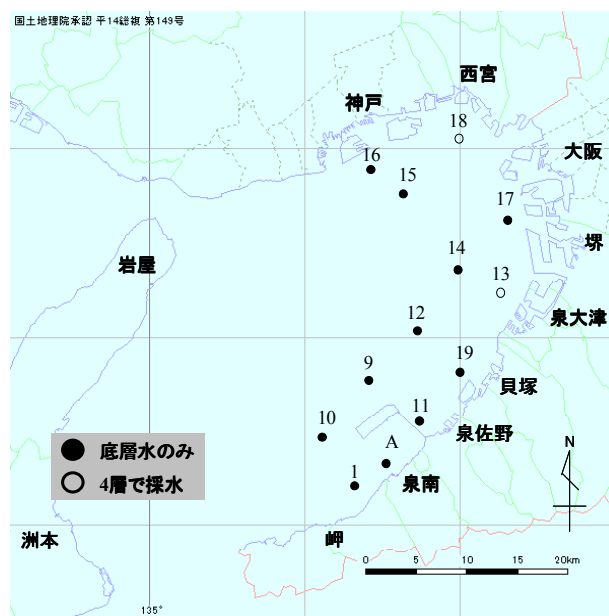 国土地理院承認 平14総複 第149号
西宮
神戸
18
大阪
16
15
17
堺
14
岩屋
13
泉大津
12
19
9
貝塚
11
10
泉佐野
底層水のみ
A
N
4層で採水
1
泉南
洲本
岬
0 5 10 15 20km
135°